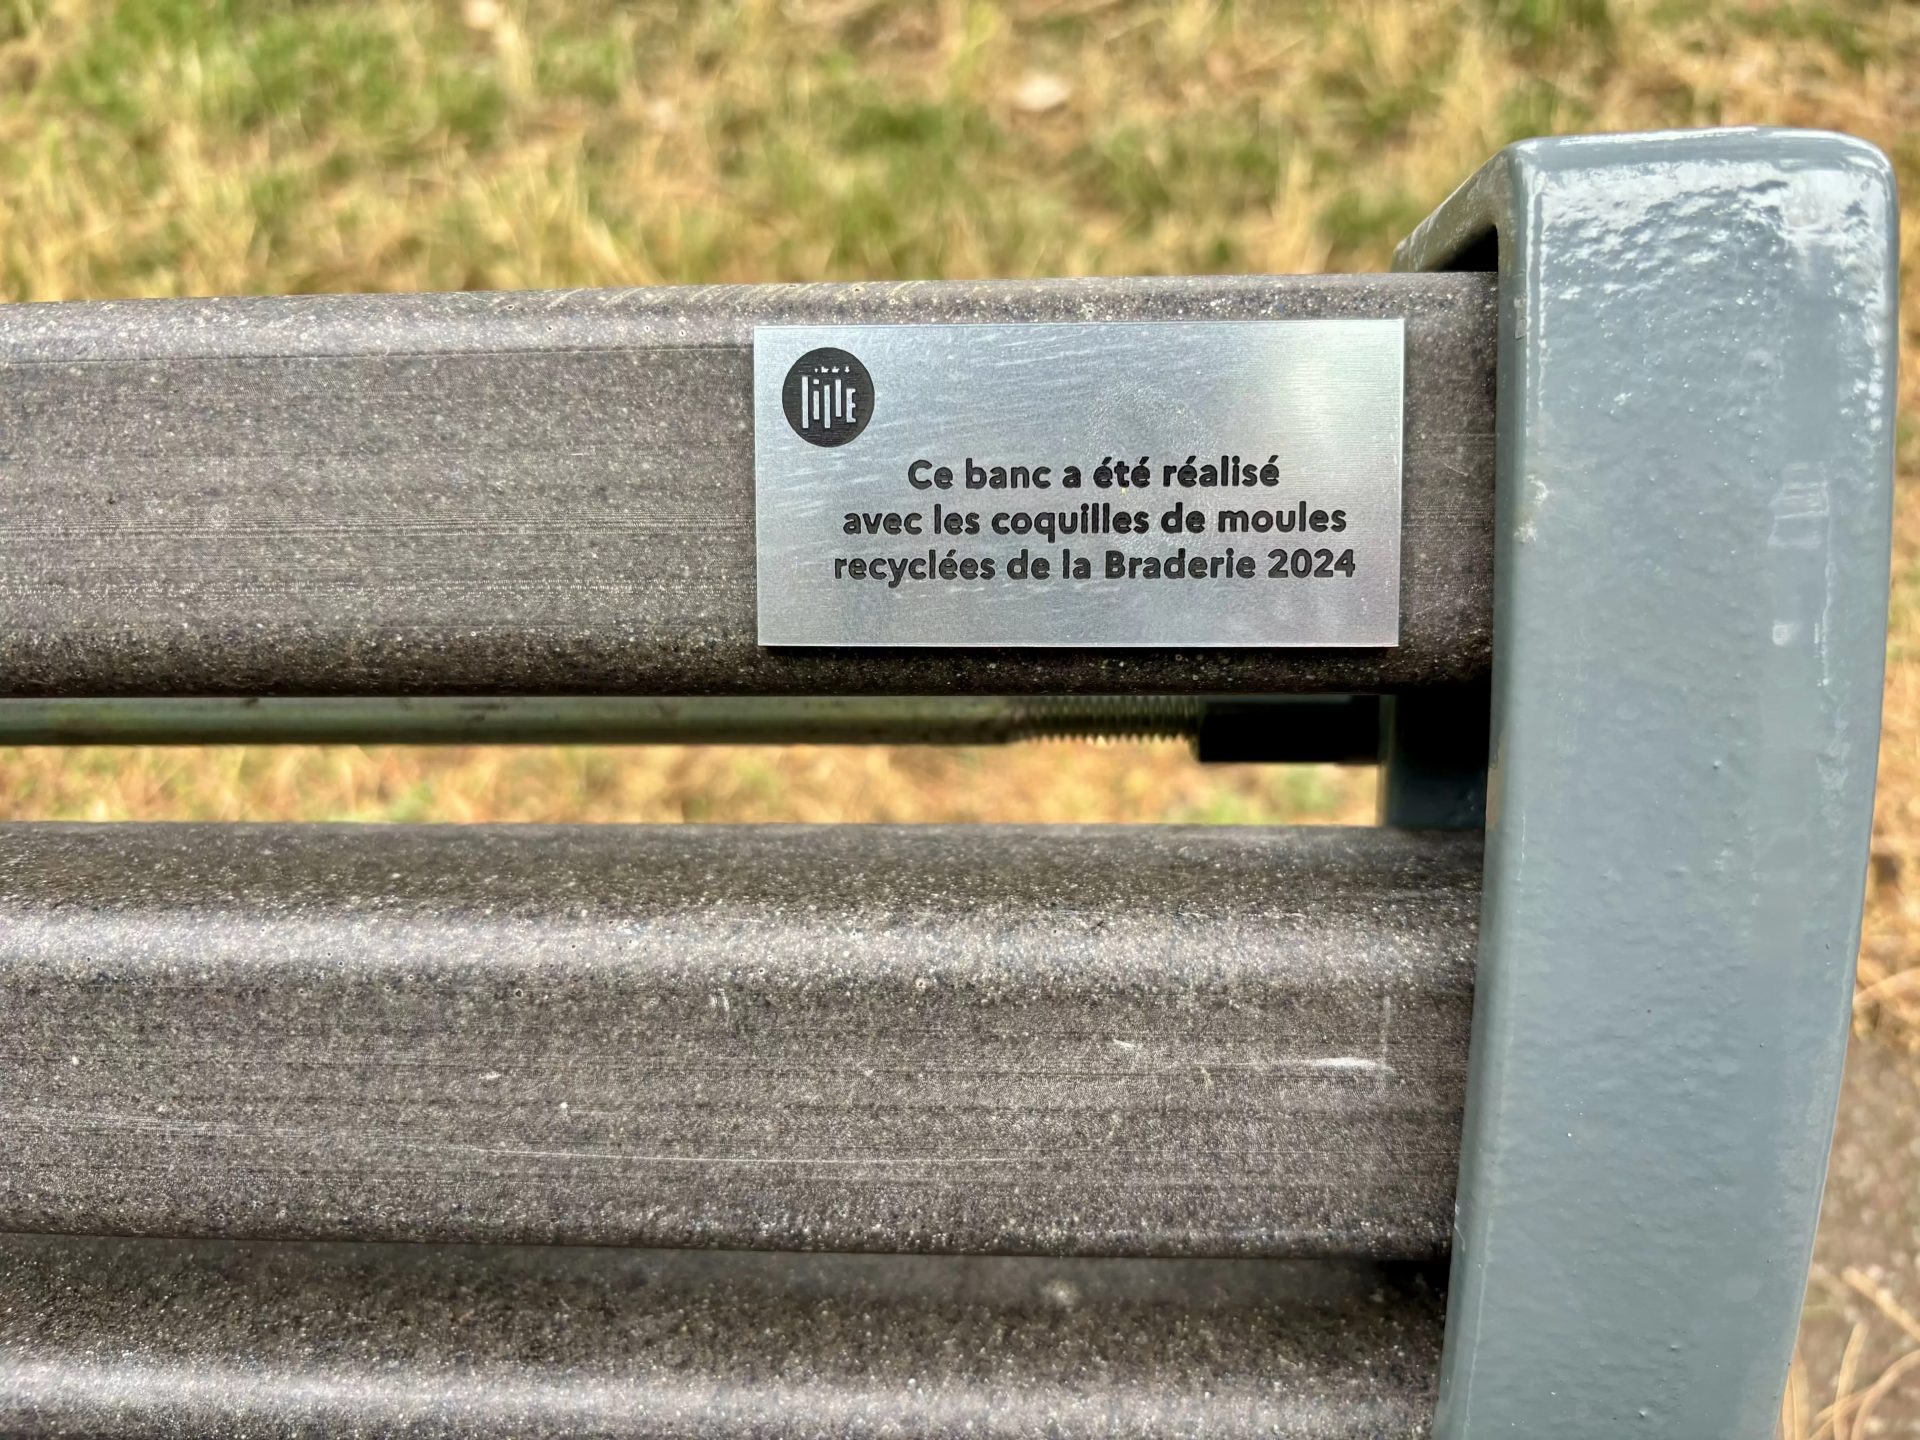 lille
Ce banc a été réalisé
avec les coquilles de moules
recyclées de la Braderie 2024